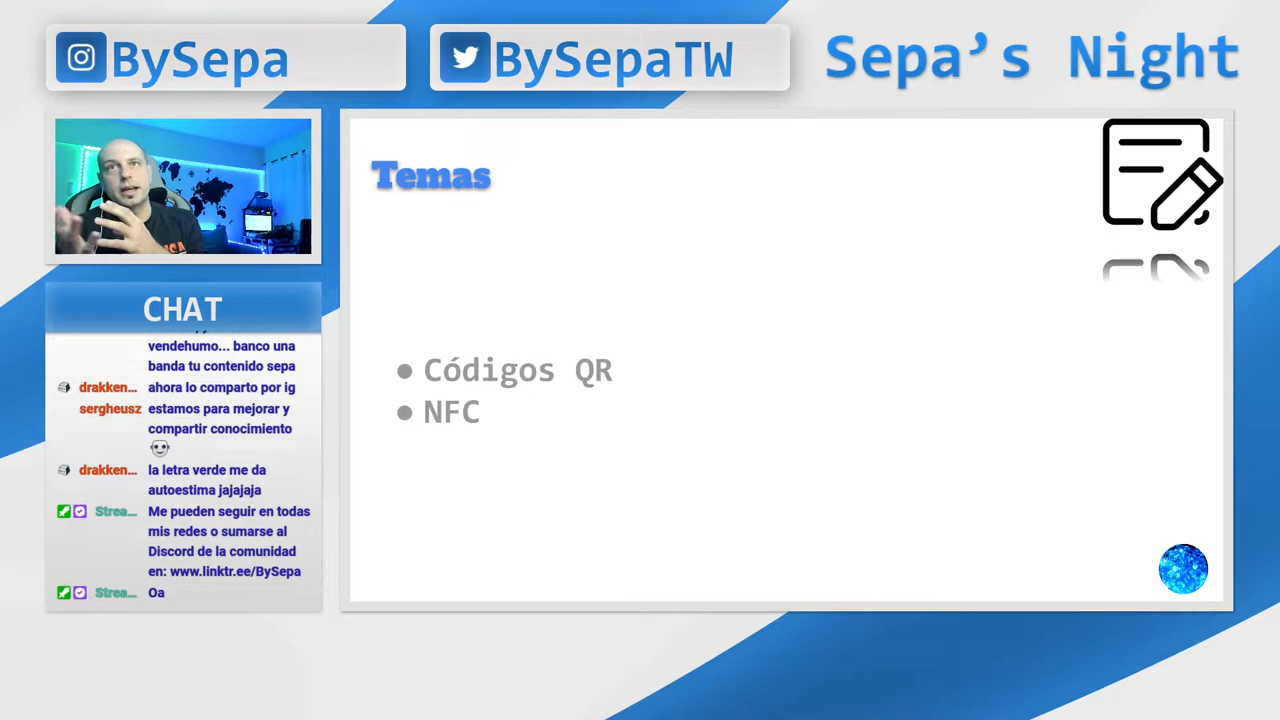 BySepa
BySepaTW
Sepa’s Night
Temas
Códigos QR
NFC
CHAT
vendehumo... banco una
banda tu contenido sepa
drakken... ahora lo comparto por ig
sergheusz estamos para mejorar y
compartir conocimiento
drakken... la letra verde me da
autoestima jajajaja
Strea... Me pueden seguir en todas
mis redes o sumarse al
Discord de la comunidad
en: www.linktr.ee/BySepa
Strea... Oa